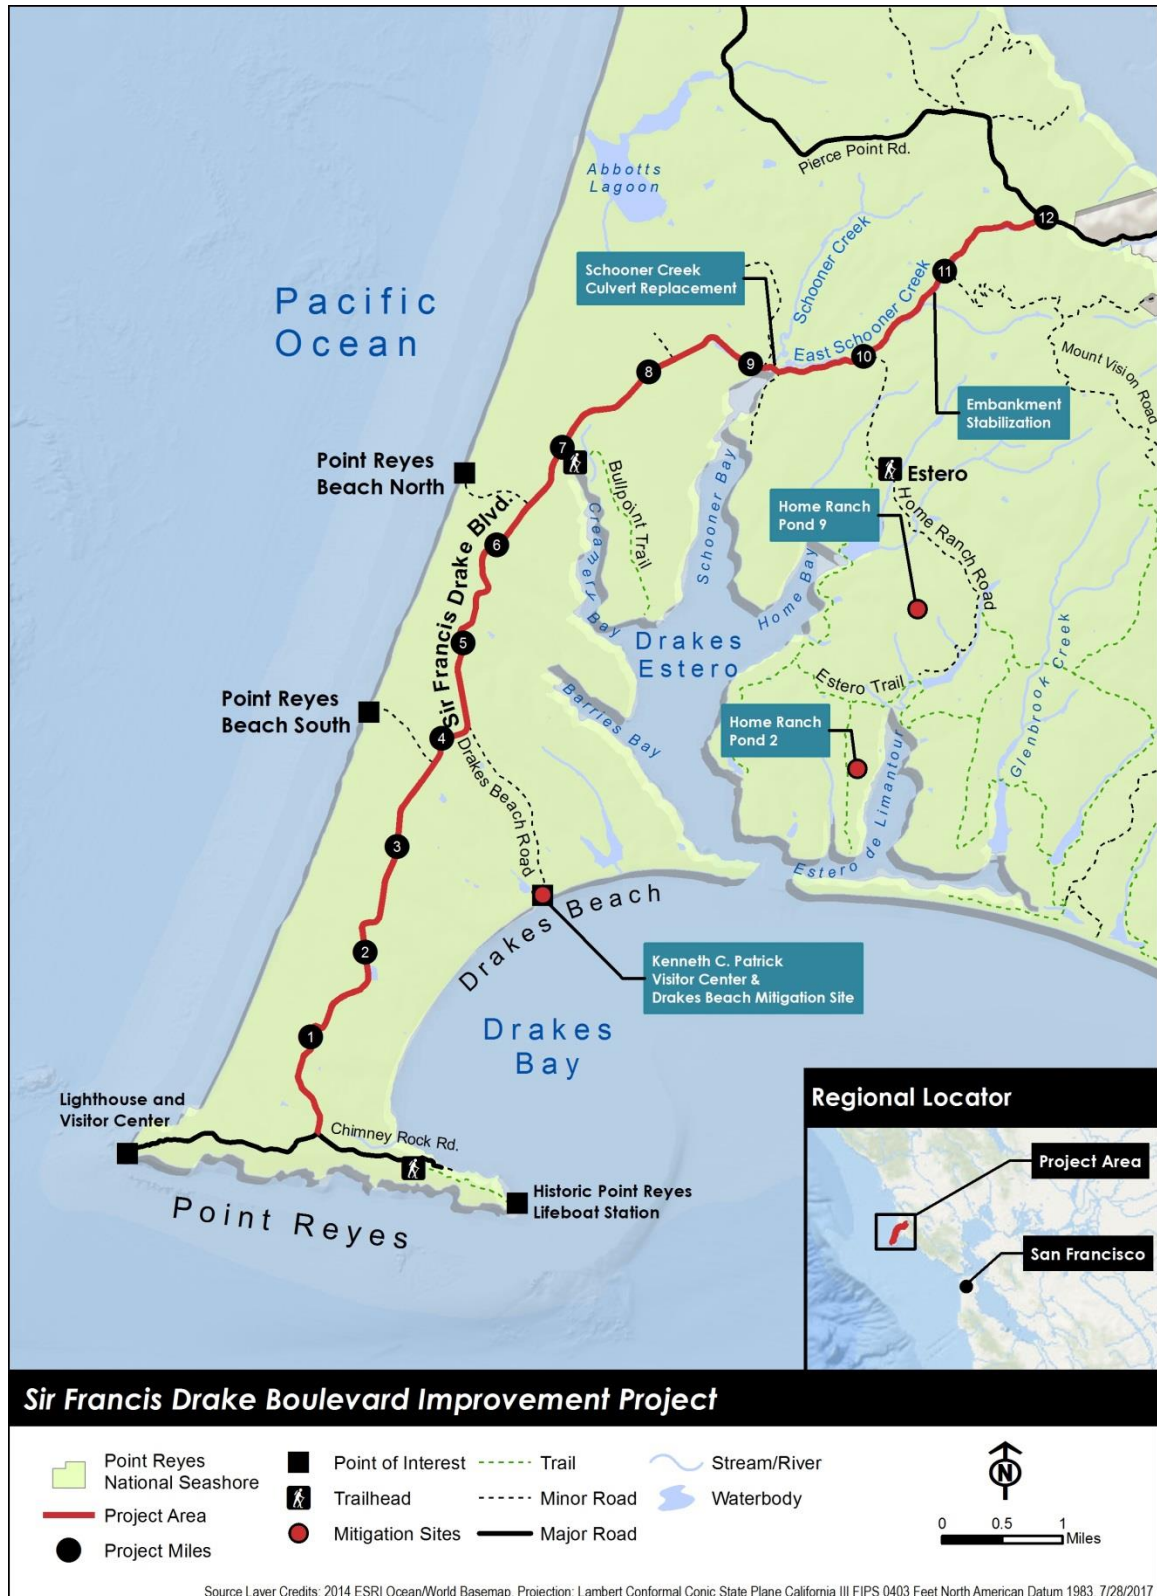 Pierce Point Rd.
Abbotts
Lagoon
12
Schooner Creek
11
Schooner Creek
Culvert Replacement
Pacific
Ocean
East Schooner Creek
Mount Vision Road
9
10
8
Embankment
Stabilization
7
Point Reyes
Beach North
Bullpoint Trail
Estero
Schooner Bay
Home Ranch
Pond 9
Home Ranch Road
Creamery Bay
Sir Francis Drake Blvd.
6
Home Bay
5
Drakes
Estero
Glenbrook Creek
Estero Trail
Point Reyes
Beach South
Barries Bay
Home Ranch
Pond 2
4
Drakes Beach Road
3
Estero de Limantour
Drakes Beach
2
Kenneth C. Patrick
Visitor Center &
Drakes Beach Mitigation Site
1
Drakes
Bay
Lighthouse and
Visitor Center
Chimney Rock Rd.
Historic Point Reyes
Lifeboat Station
Point Reyes
Regional Locator
Project Area
San Francisco
Sir Francis Drake Boulevard Improvement Project
Point Reyes
National Seashore
Project Area
Project Miles
Point of Interest
Trailhead
Mitigation Sites
Trail
Minor Road
Major Road
Stream/River
Waterbody
N
0 0.5 1
Miles
Source Layer Credits: 2014 ESRI Ocean/World Basemap, Projection: Lambert Conformal Conic State Plane California III FIPS 0403 Feet North American Datum 1983 7/28/2017